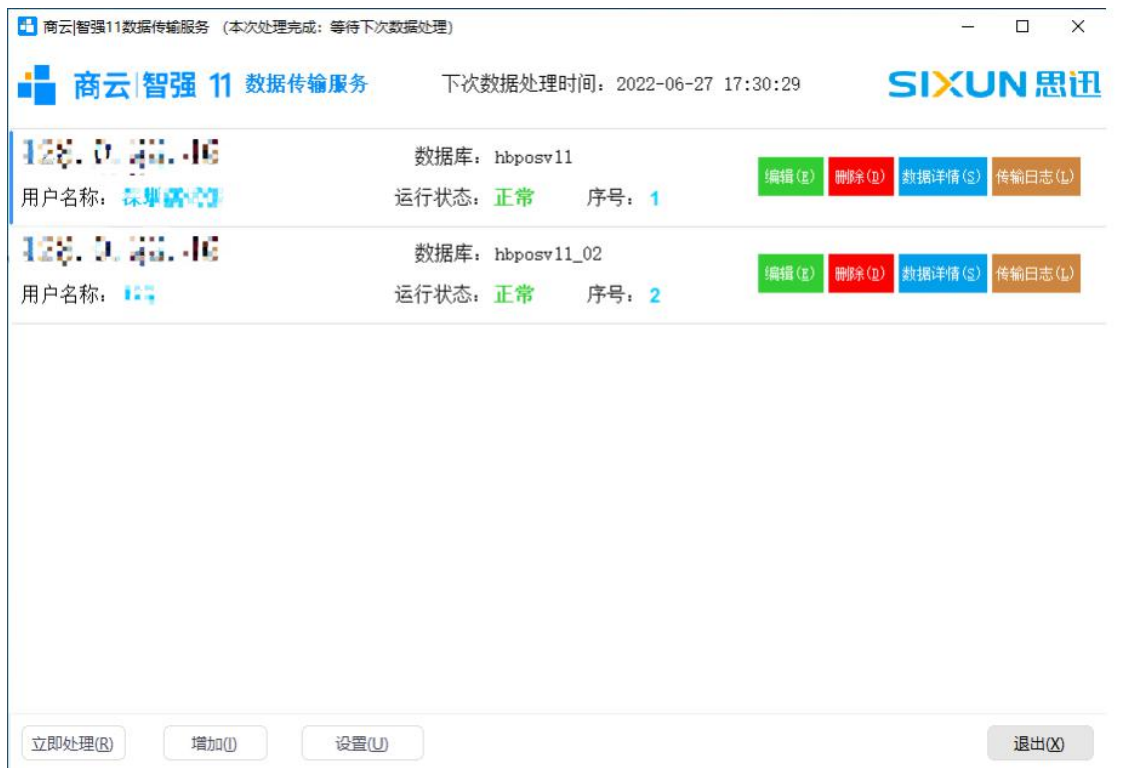 商云|智强11数据传输服务 (本次处理完成：等待下次数据处理)
商云|智强 11 数据传输服务 下次数据处理时间：2022-06-27 17:30:29 SIXUN思迅
数据库：hbposv11 编辑(E) 删除(D) 数据详情(S) 传输日志(L)
用户名称： 运行状态：正常 序号：1
数据库：hbposv11_02 编辑(E) 删除(D) 数据详情(S) 传输日志(L)
用户名称： 运行状态：正常 序号：2
立即处理(R) 增加(I) 设置(U) 退出(X)